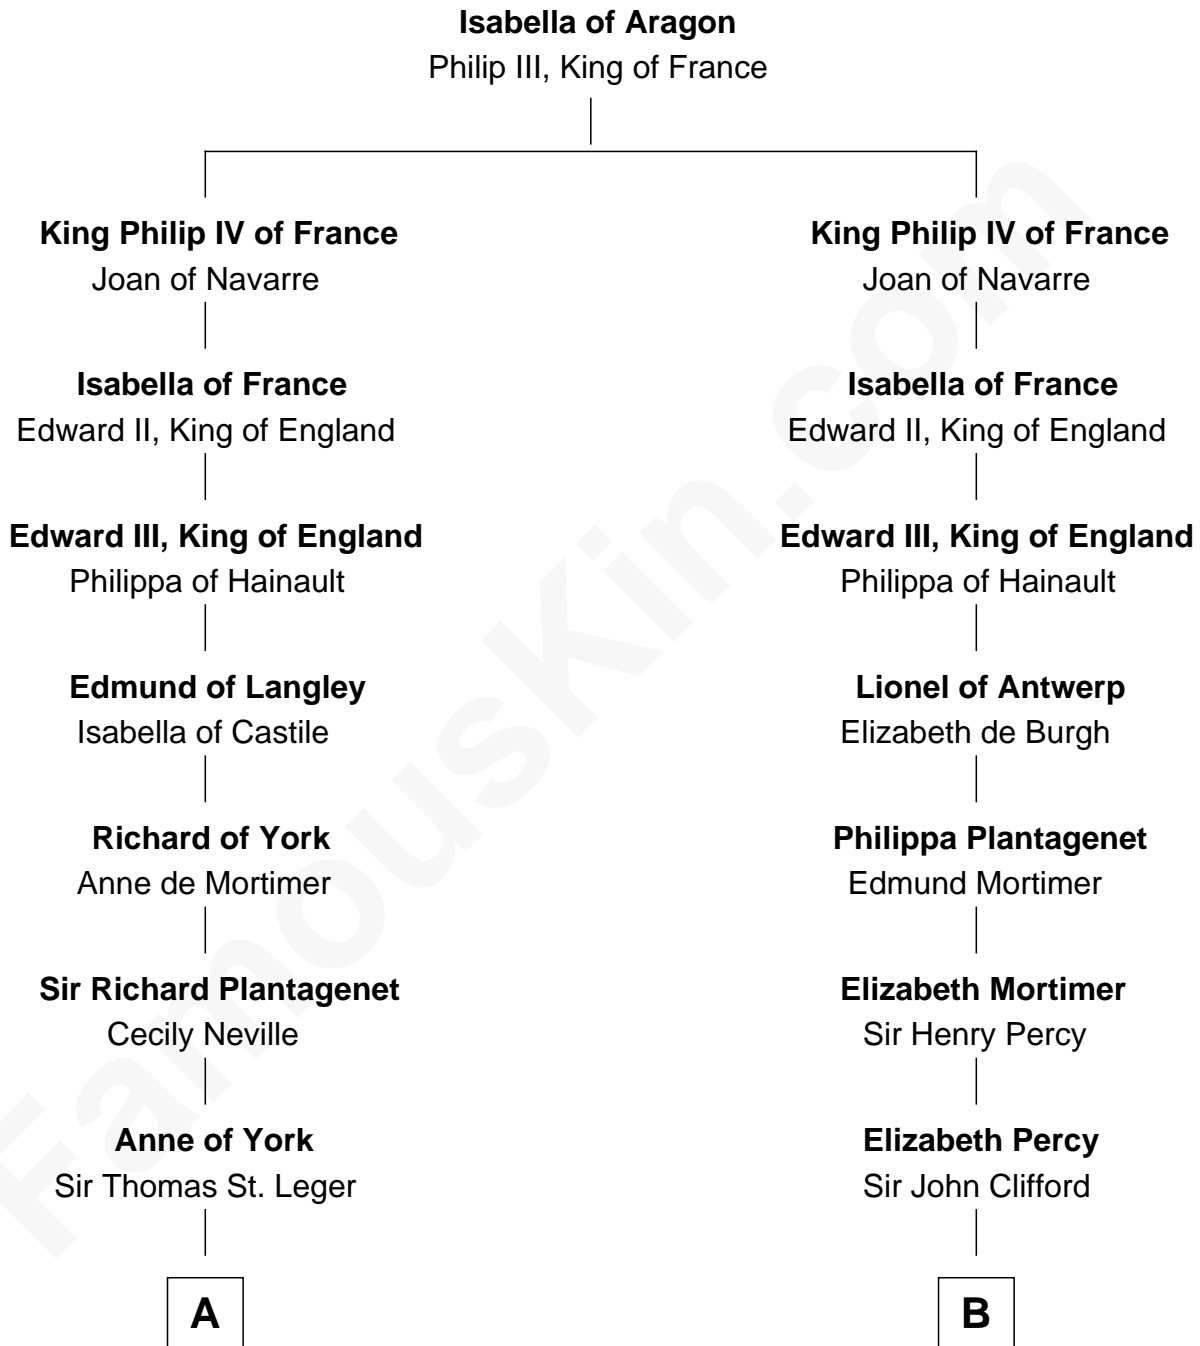 Isabella of Aragon
Philip III, King of France
King Philip IV of France
Joan of Navarre
King Philip IV of France
Joan of Navarre
Isabella of France
Edward II, King of England
Isabella of France
Edward II, King of England
Edward III, King of England
Philippa of Hainault
Edward III, King of England
Philippa of Hainault
Edmund of Langley
Isabella of Castile
Lionel of Antwerp
Elizabeth de Burgh
Richard of York
Anne de Mortimer
Philippa Plantagenet
Edmund Mortimer
Sir Richard Plantagenet
Cecily Neville
Elizabeth Mortimer
Sir Henry Percy
Anne of York
Sir Thomas St. Leger
Elizabeth Percy
Sir John Clifford
A
B
FamousKin.com